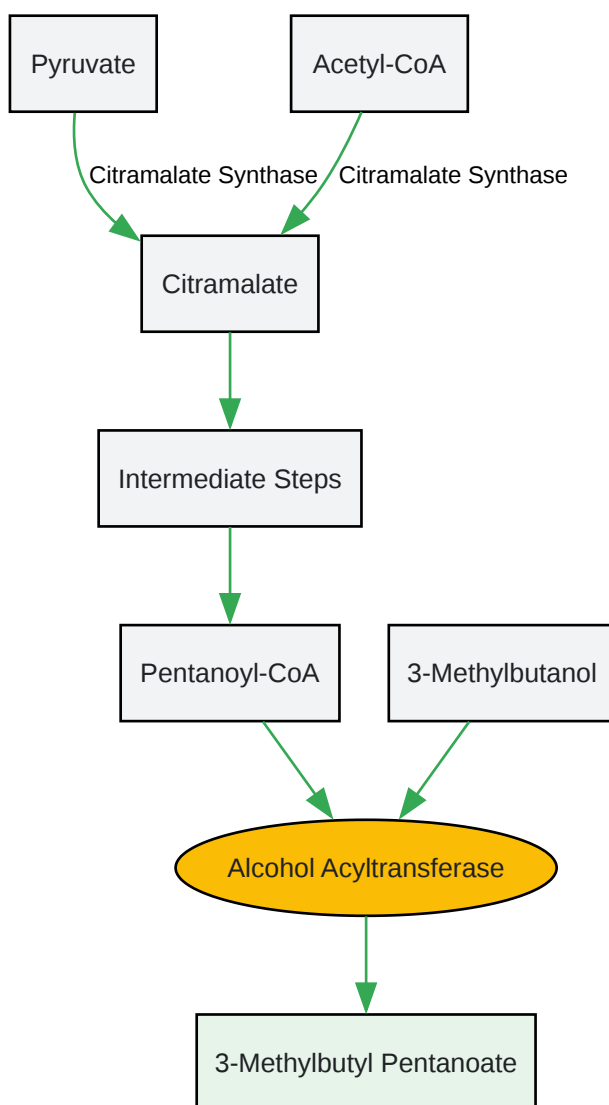 Pyruvate
Acetyl-CoA
Citramalate Synthase
Citramalate Synthase
Citramalate
Intermediate Steps
Pentanoyl-CoA
3-Methylbutanol
Alcohol Acyltransferase
3-Methylbutyl Pentanoate